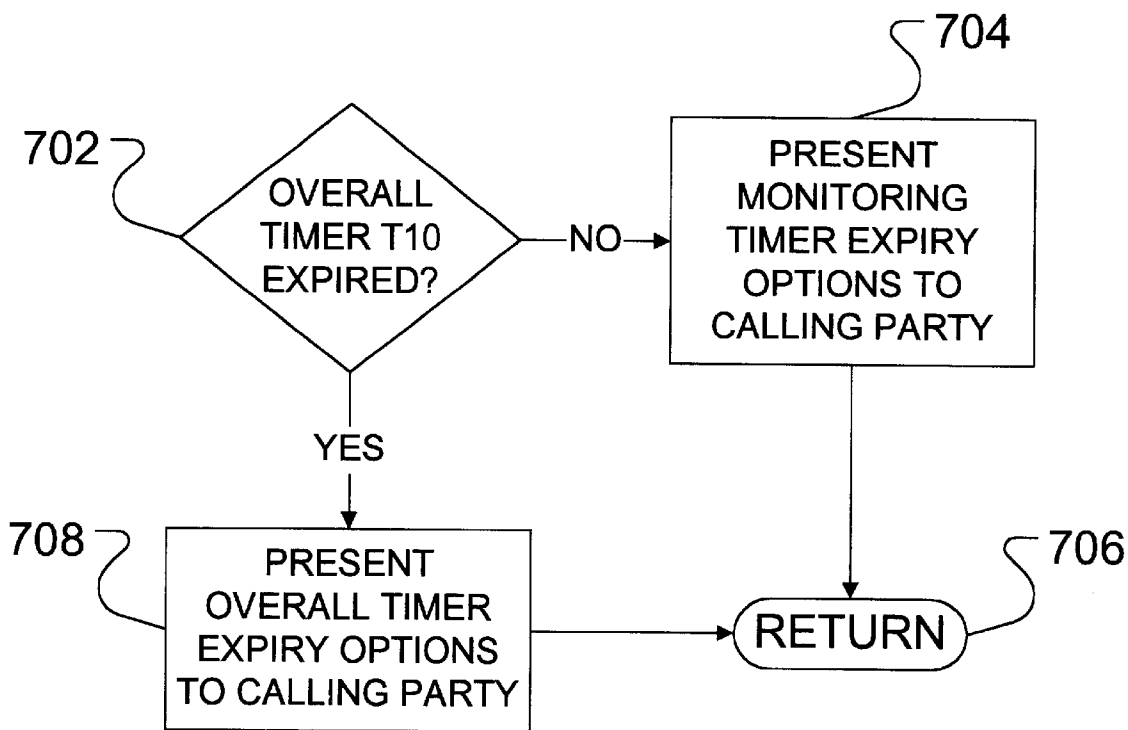 704
702
OVERALL
TIMER T10
EXPIRED?
NO
PRESENT
MONITORING
TIMER EXPIRY
OPTIONS TO
CALLING PARTY
YES
708
PRESENT
OVERALL TIMER
EXPIRY OPTIONS
TO CALLING PARTY
706
RETURN